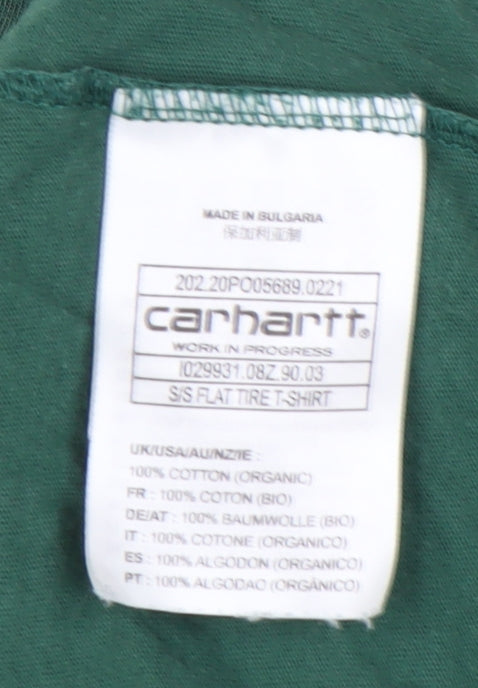 MADE IN BULGARIA
保加利亚制
202.20PO05689.0221
carhartt®
WORK IN PROGRESS
I029931.08Z.90.03
S/S FLAT TIRE T-SHIRT
UK/USA/AU/NZ/IE :
100% COTTON (ORGANIC)
FR : 100% COTON (BIO)
DE/AT : 100% BAUMWOLLE (BIO)
IT : 100% COTONE (ORGANICO)
ES : 100% ALGODON (ORGANICO)
PT : 100% ALGODAO (ORGÂNICO)